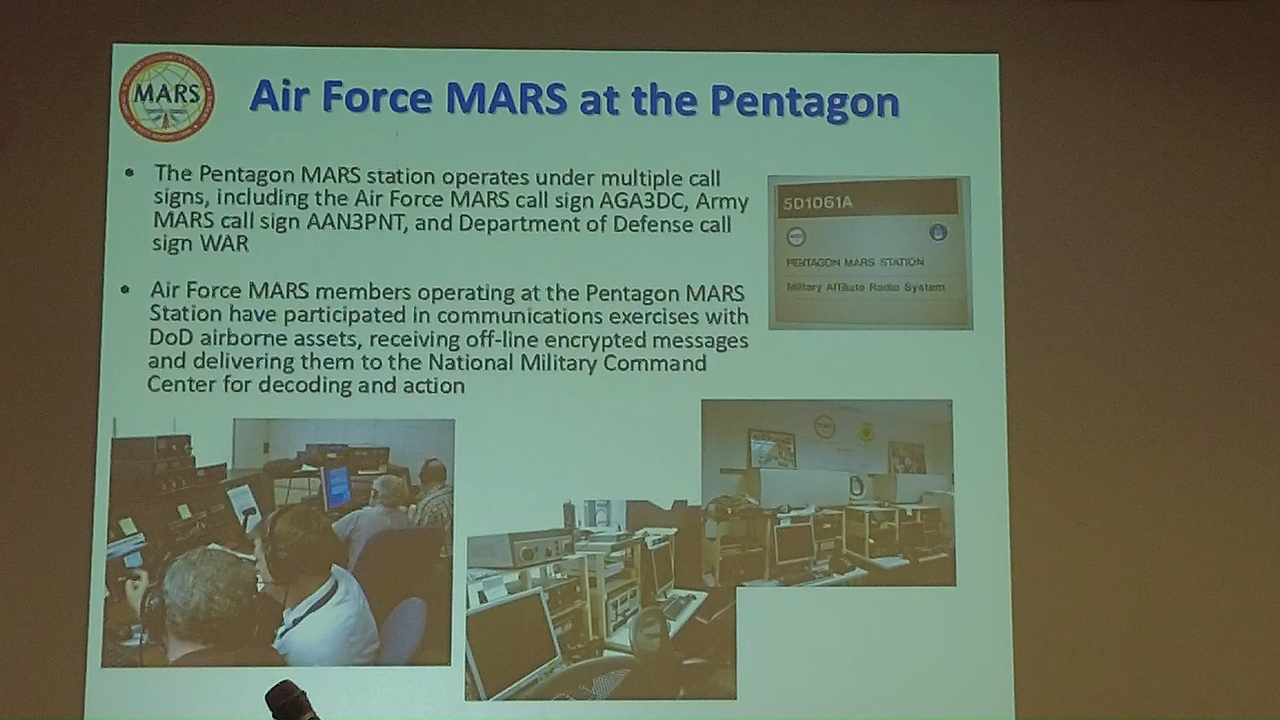 MARS
Air Force MARS at the Pentagon
• The Pentagon MARS station operates under multiple call
signs, including the Air Force MARS call sign AGA3DC, Army
MARS call sign AAN3PNT, and Department of Defense call
sign WAR
• Air Force MARS members operating at the Pentagon MARS
Station have participated in communications exercises with
DoD airborne assets, receiving off-line encrypted messages
and delivering them to the National Military Command
Center for decoding and action
5D1061A
PENTAGON MARS STATION
Military Affiliate Radio System